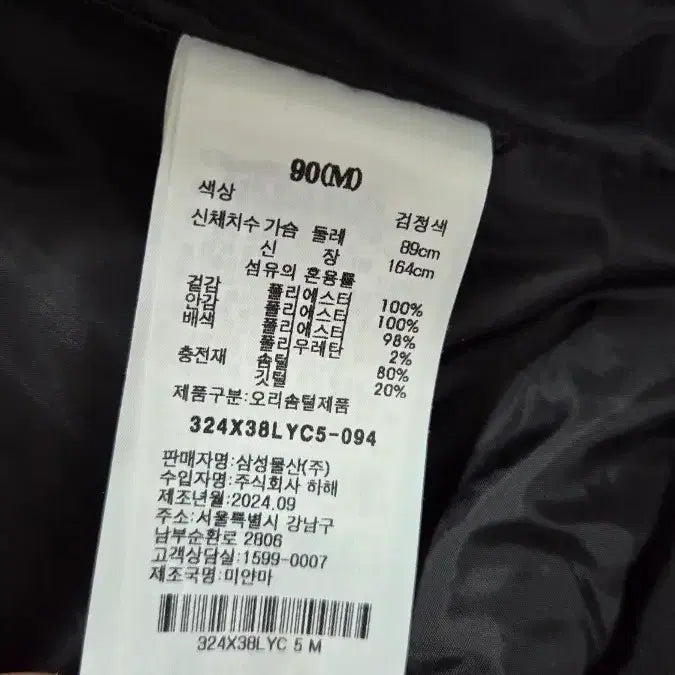 90(M)
색상 검정색
신체치수 가슴 둘레 89cm
신 장 164cm
섬유의 혼용률
겉감 폴리에스터 100%
안감 폴리에스터 100%
배색 폴리에스터 98%
폴리우레탄 2%
충전재 솜털 80%
깃털 20%
제품구분:오리솜털제품
324X38LYC5-094
판매자명:삼성물산(주)
수입자명:주식회사 하해
제조년월:2024.09
주소:서울특별시 강남구
남부순환로 2806
고객상담실:1599-0007
제조국명:미얀마
324X38LYC 5 M